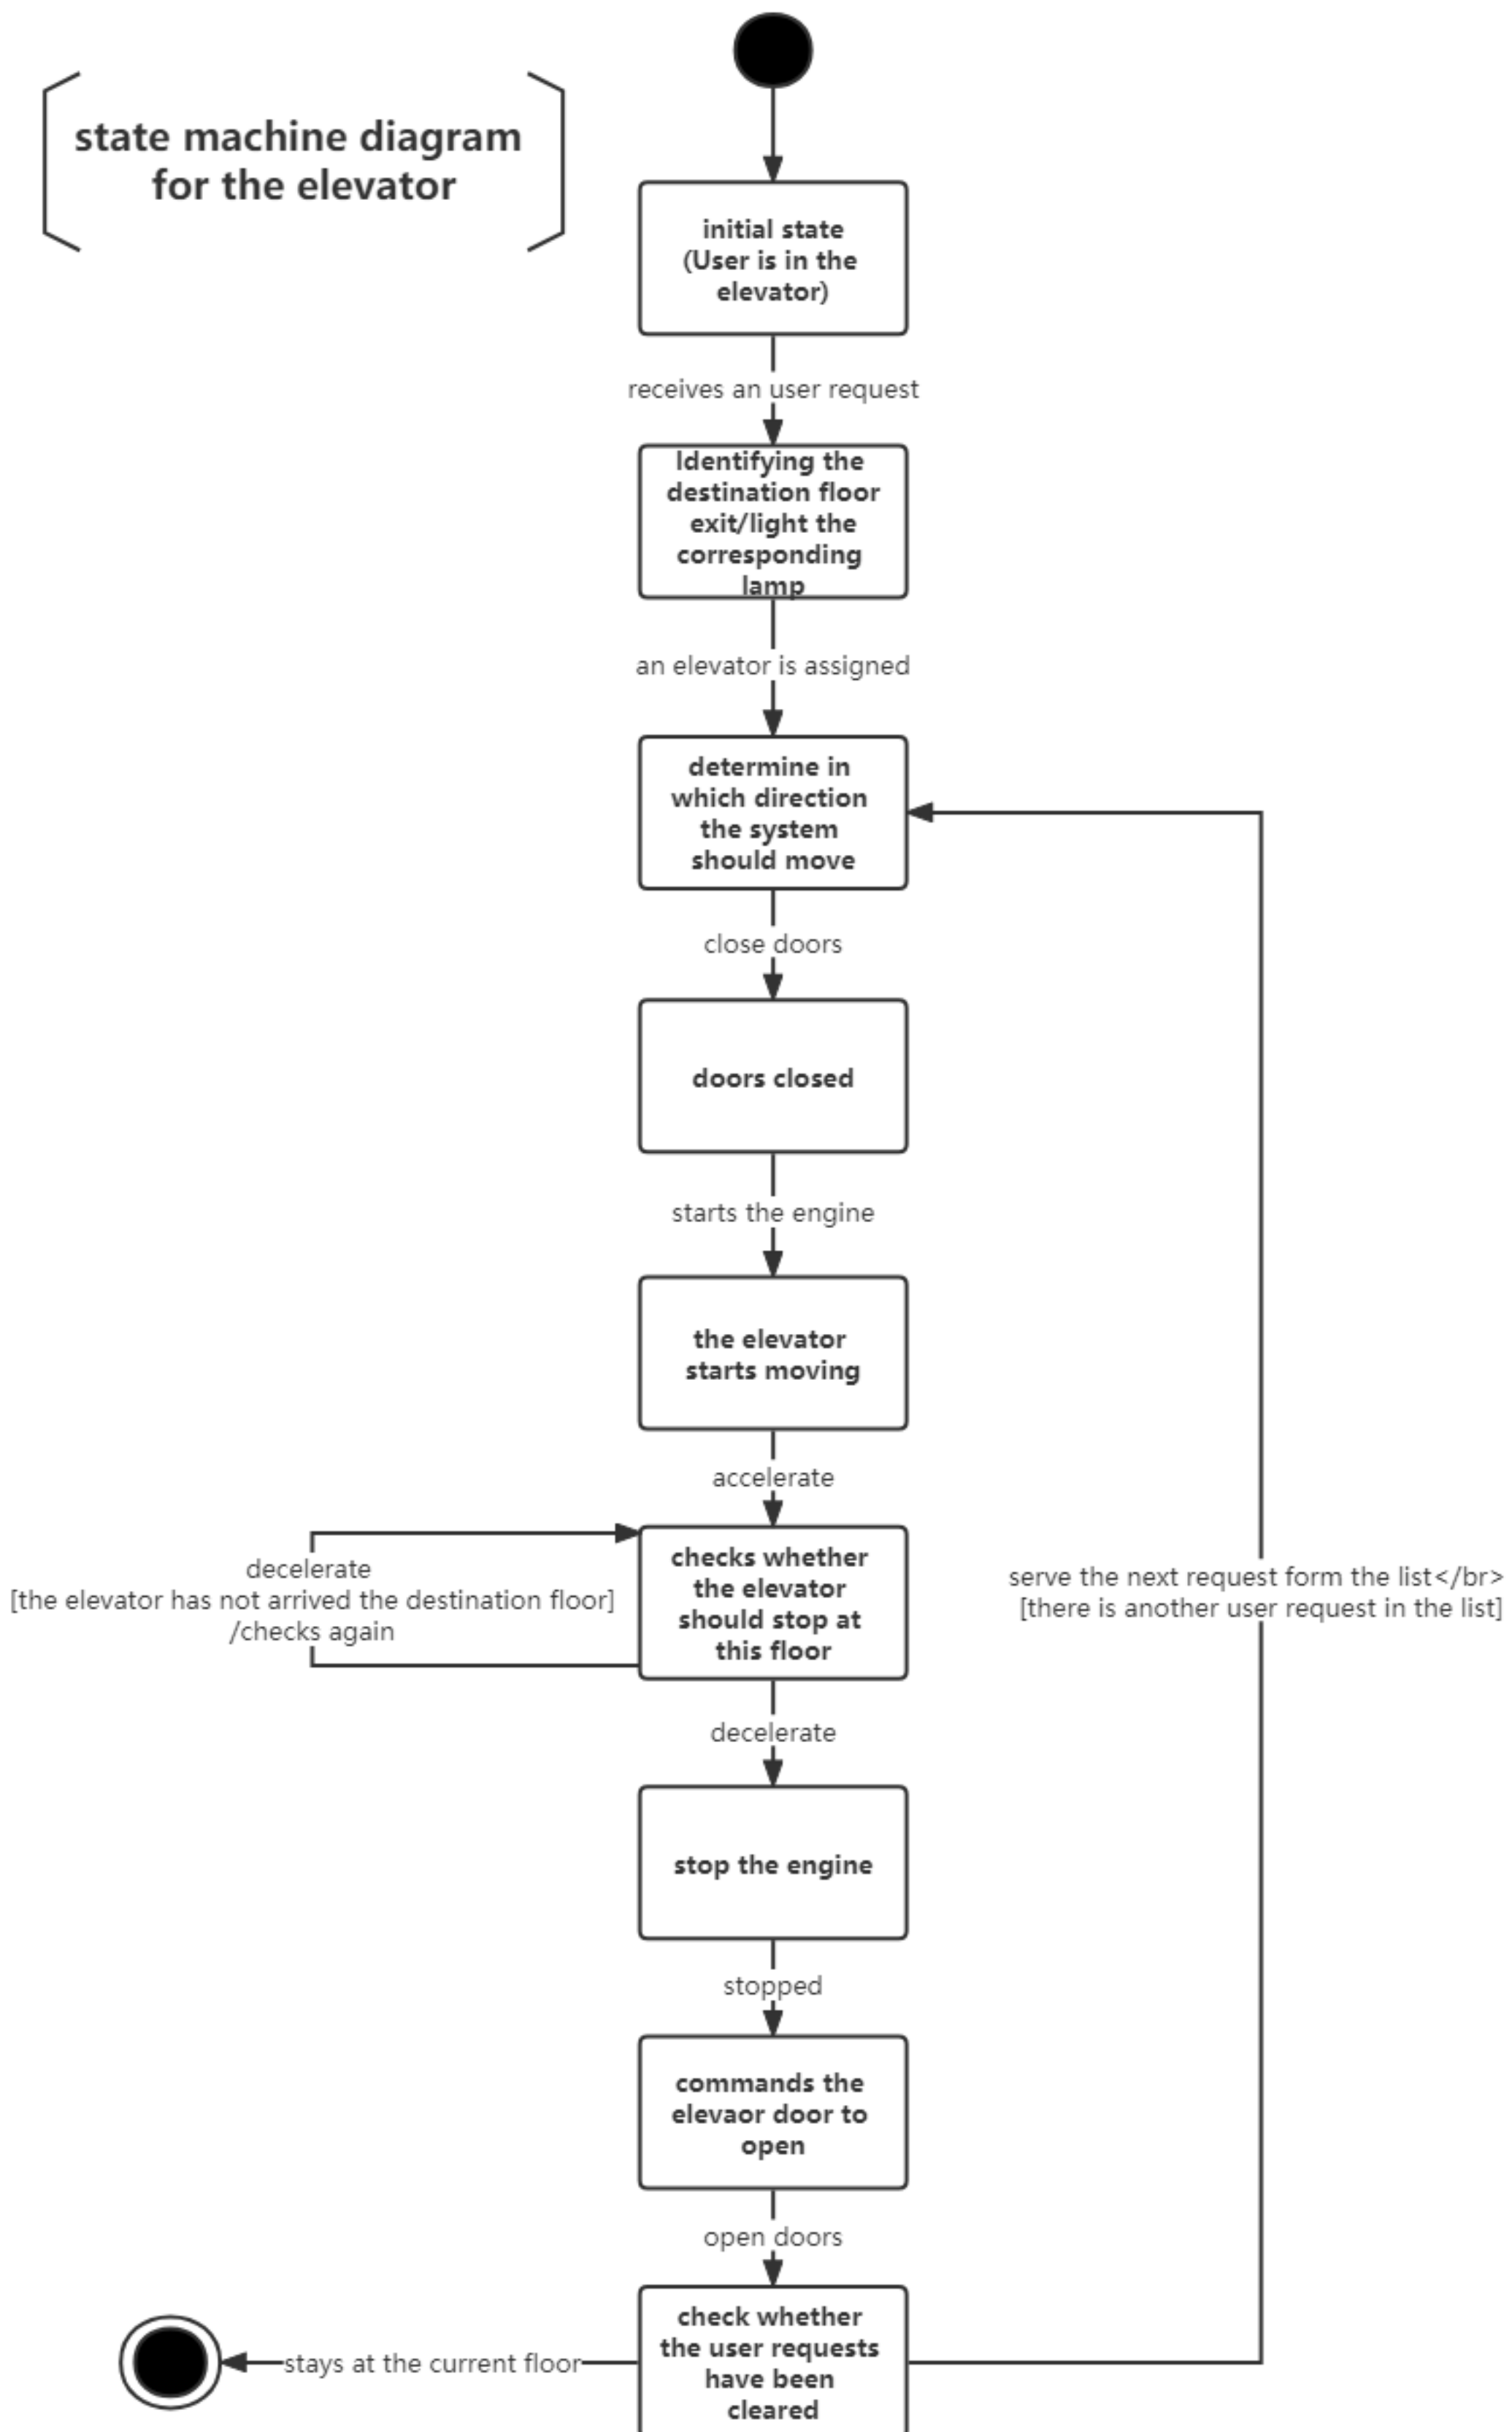 state machine diagram
for the elevator
initial state
(User is in the
elevator)
receives an user request
Identifying the
destination floor
exit/light the
corresponding
lamp
an elevator is assigned
determine in
which direction
the system
should move
close doors
doors closed
starts the engine
the elevator
starts moving
accelerate
checks whether
the elevator
should stop at
this floor
decelerate
[the elevator has not arrived the destination floor]
/checks again
serve the next request form the list</br>
[there is another user request in the list]
decelerate
stop the engine
stopped
commands the
elevaor door to
open
open doors
check whether
the user requests
have been
cleared
stays at the current floor